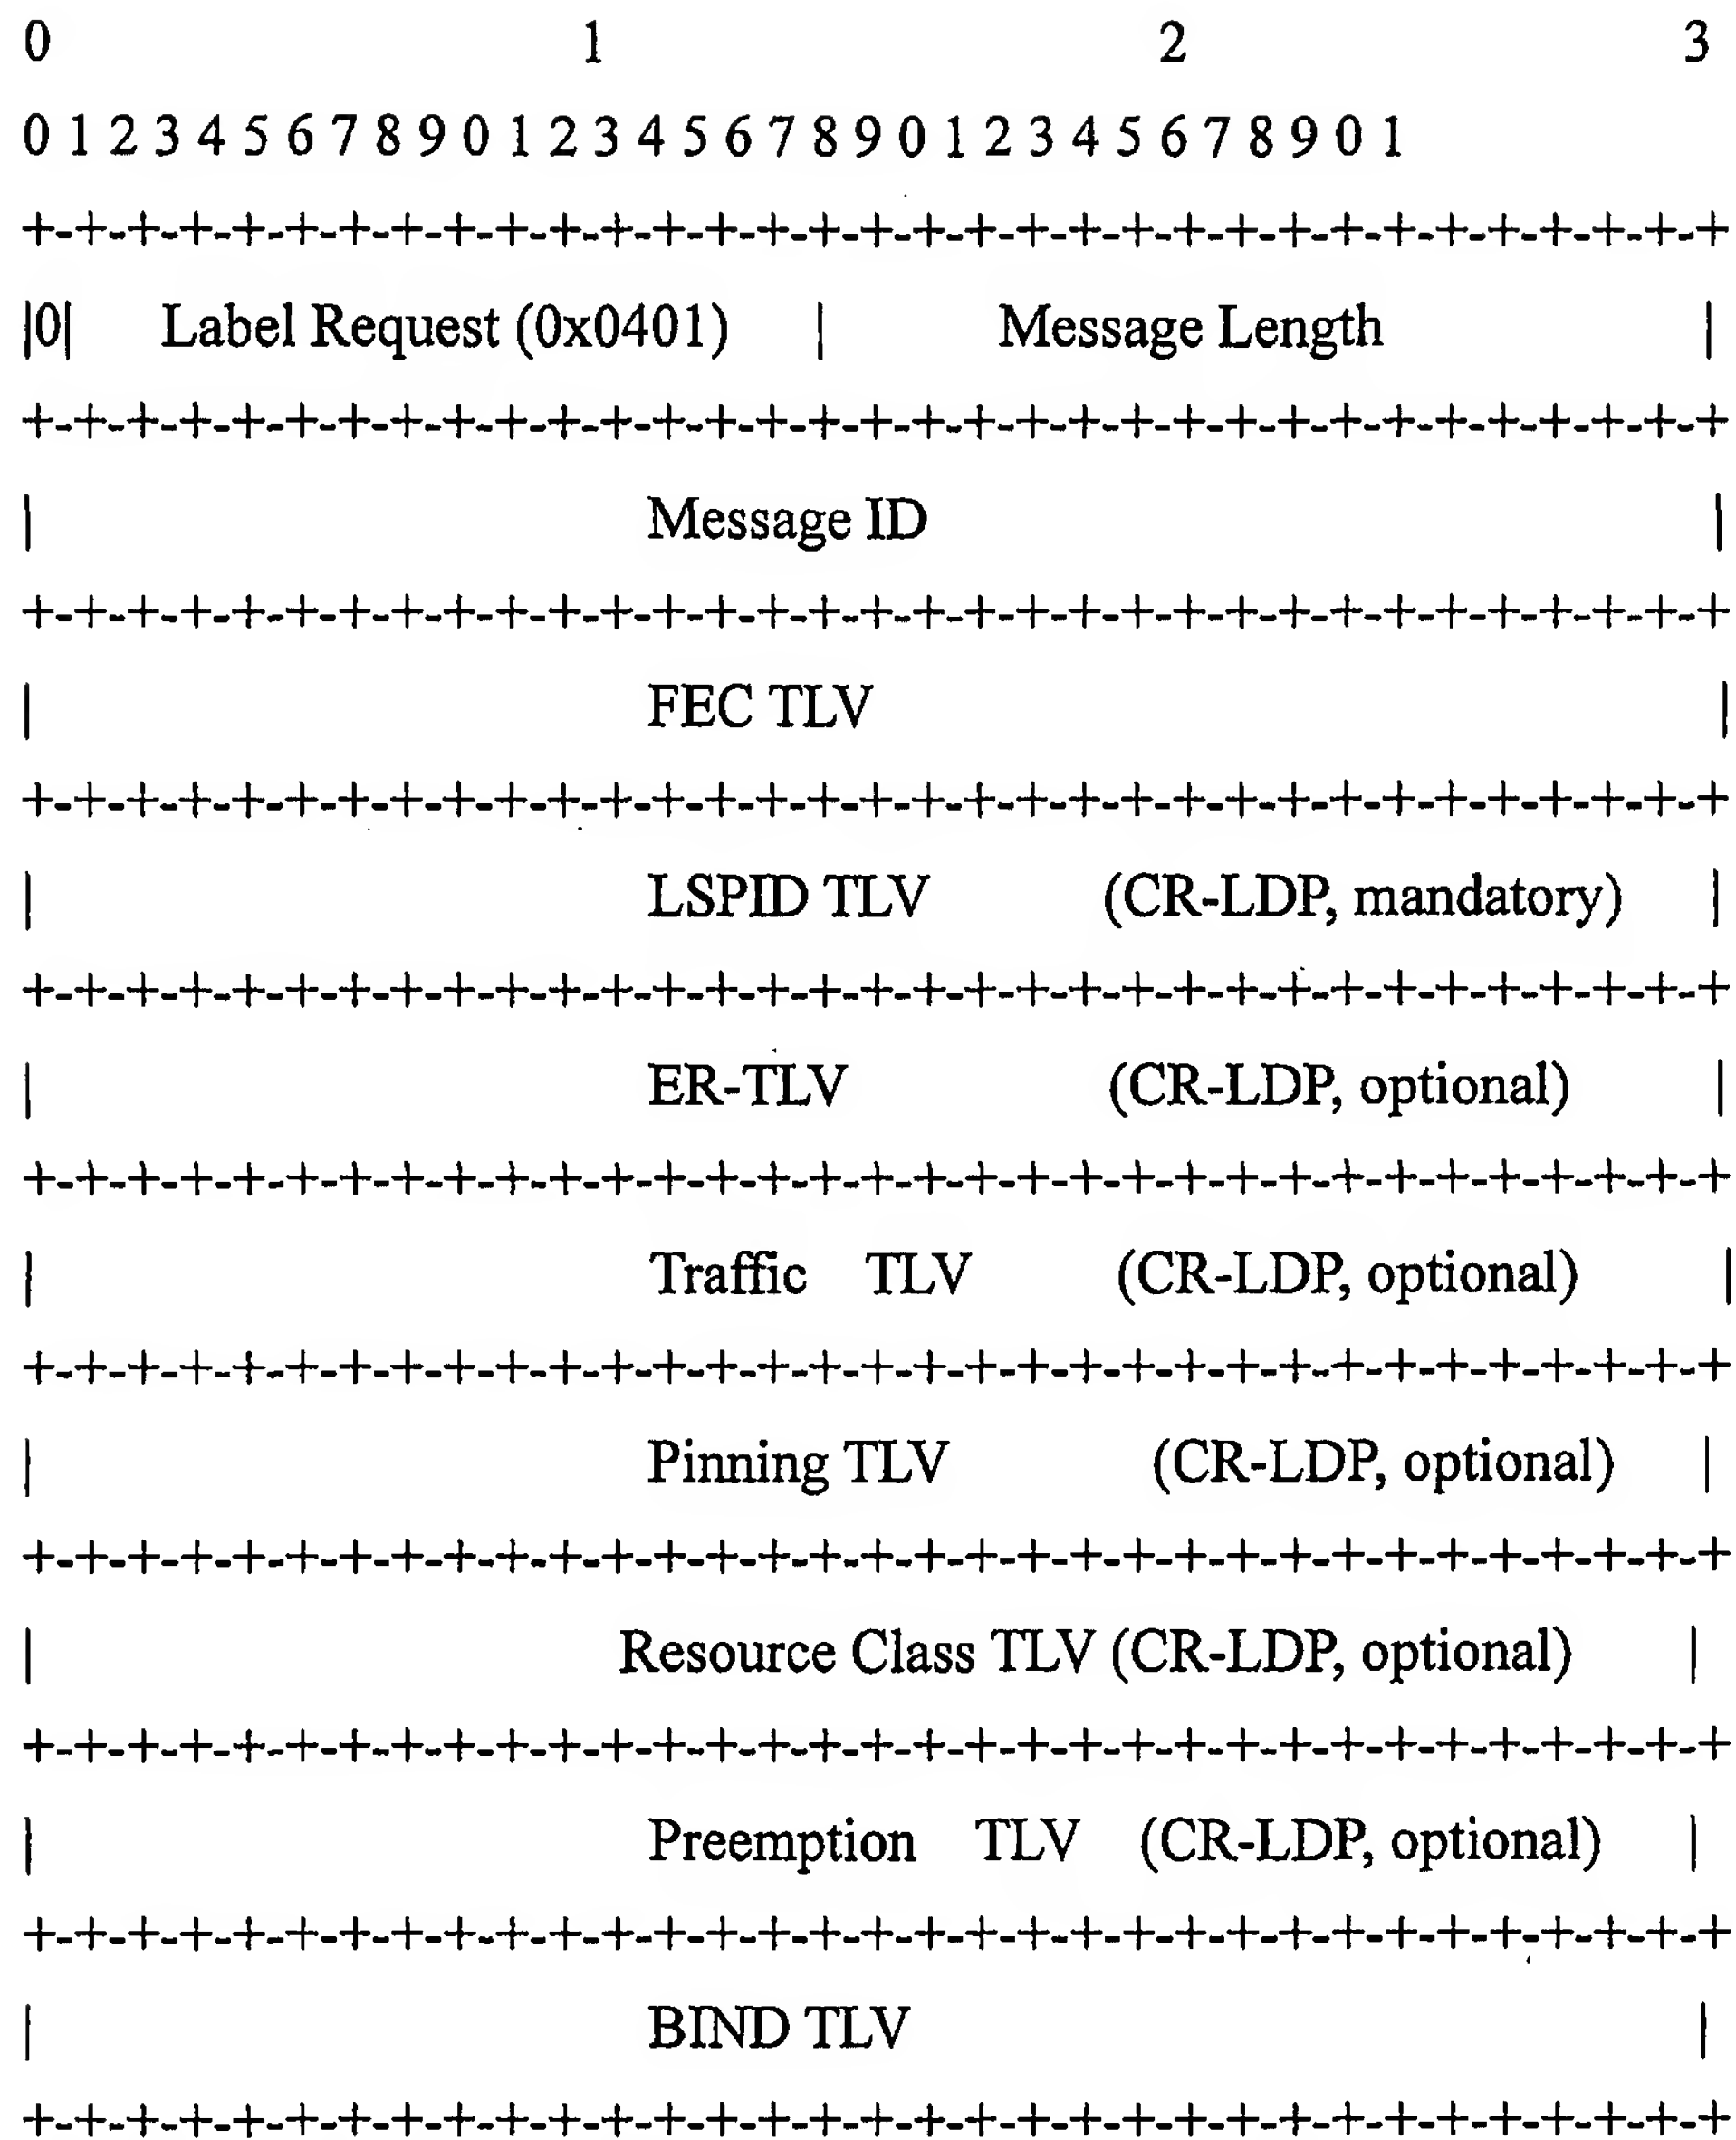 0 1 2 3
0 1 2 3 4 5 6 7 8 9 0 1 2 3 4 5 6 7 8 9 0 1 2 3 4 5 6 7 8 9 0 1
+-+-+-+-+-+-+-+-+-+-+-+-+-+-+-+-+-+-+-+-+-+-+-+-+-+-+-+-+-+-+-+-+
|0| Label Request (0x0401) | Message Length |
+-+-+-+-+-+-+-+-+-+-+-+-+-+-+-+-+-+-+-+-+-+-+-+-+-+-+-+-+-+-+-+-+
| Message ID |
+-+-+-+-+-+-+-+-+-+-+-+-+-+-+-+-+-+-+-+-+-+-+-+-+-+-+-+-+-+-+-+-+
| FEC TLV |
+-+-+-+-+-+-+-+-+-+-+-+-+-+-+-+-+-+-+-+-+-+-+-+-+-+-+-+-+-+-+-+-+
| LSPID TLV (CR-LDP, mandatory) |
+-+-+-+-+-+-+-+-+-+-+-+-+-+-+-+-+-+-+-+-+-+-+-+-+-+-+-+-+-+-+-+-+
| ER-TLV (CR-LDP, optional) |
+-+-+-+-+-+-+-+-+-+-+-+-+-+-+-+-+-+-+-+-+-+-+-+-+-+-+-+-+-+-+-+-+
| Traffic TLV (CR-LDP, optional) |
+-+-+-+-+-+-+-+-+-+-+-+-+-+-+-+-+-+-+-+-+-+-+-+-+-+-+-+-+-+-+-+-+
| Pinning TLV (CR-LDP, optional) |
+-+-+-+-+-+-+-+-+-+-+-+-+-+-+-+-+-+-+-+-+-+-+-+-+-+-+-+-+-+-+-+-+
| Resource Class TLV (CR-LDP, optional) |
+-+-+-+-+-+-+-+-+-+-+-+-+-+-+-+-+-+-+-+-+-+-+-+-+-+-+-+-+-+-+-+-+
| Preemption TLV (CR-LDP, optional) |
+-+-+-+-+-+-+-+-+-+-+-+-+-+-+-+-+-+-+-+-+-+-+-+-+-+-+-+-+-+-+-+-+
| BIND TLV |
+-+-+-+-+-+-+-+-+-+-+-+-+-+-+-+-+-+-+-+-+-+-+-+-+-+-+-+-+-+-+-+-+